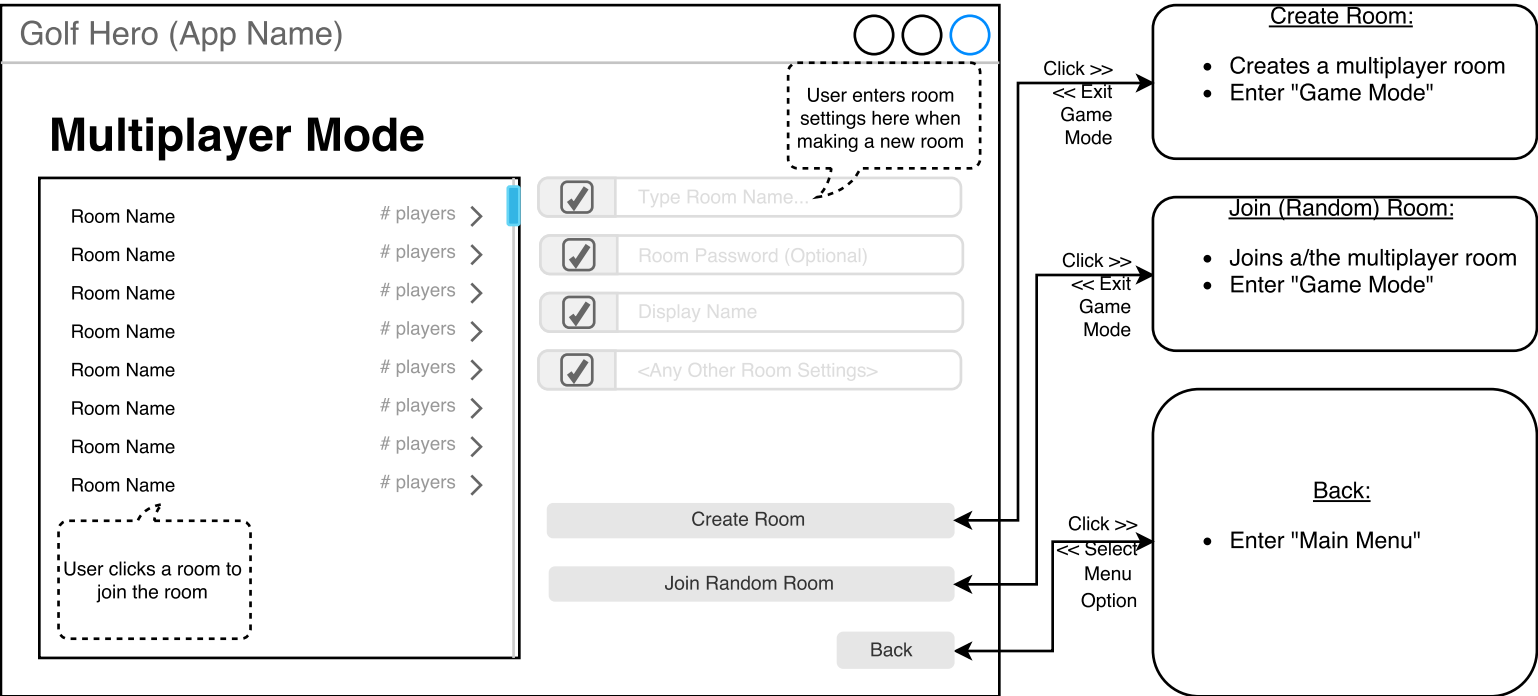 Golf Hero (App Name)
Multiplayer Mode
User enters room
settings here when
making a new room
Room Name # players
Room Name # players
Room Name # players
Room Name # players
Room Name # players
Room Name # players
Room Name # players
Room Name # players
User clicks a room to
join the room
Type Room Name...
Room Password (Optional)
Display Name
<Any Other Room Settings>
Create Room
Join Random Room
Back
Click >>
<< Exit
Game
Mode
Create Room:
• Creates a multiplayer room
• Enter "Game Mode"
Click >>
<< Exit
Game
Mode
Join (Random) Room:
• Joins a/the multiplayer room
• Enter "Game Mode"
Click >>
<< Select
Menu
Option
Back:
• Enter "Main Menu"